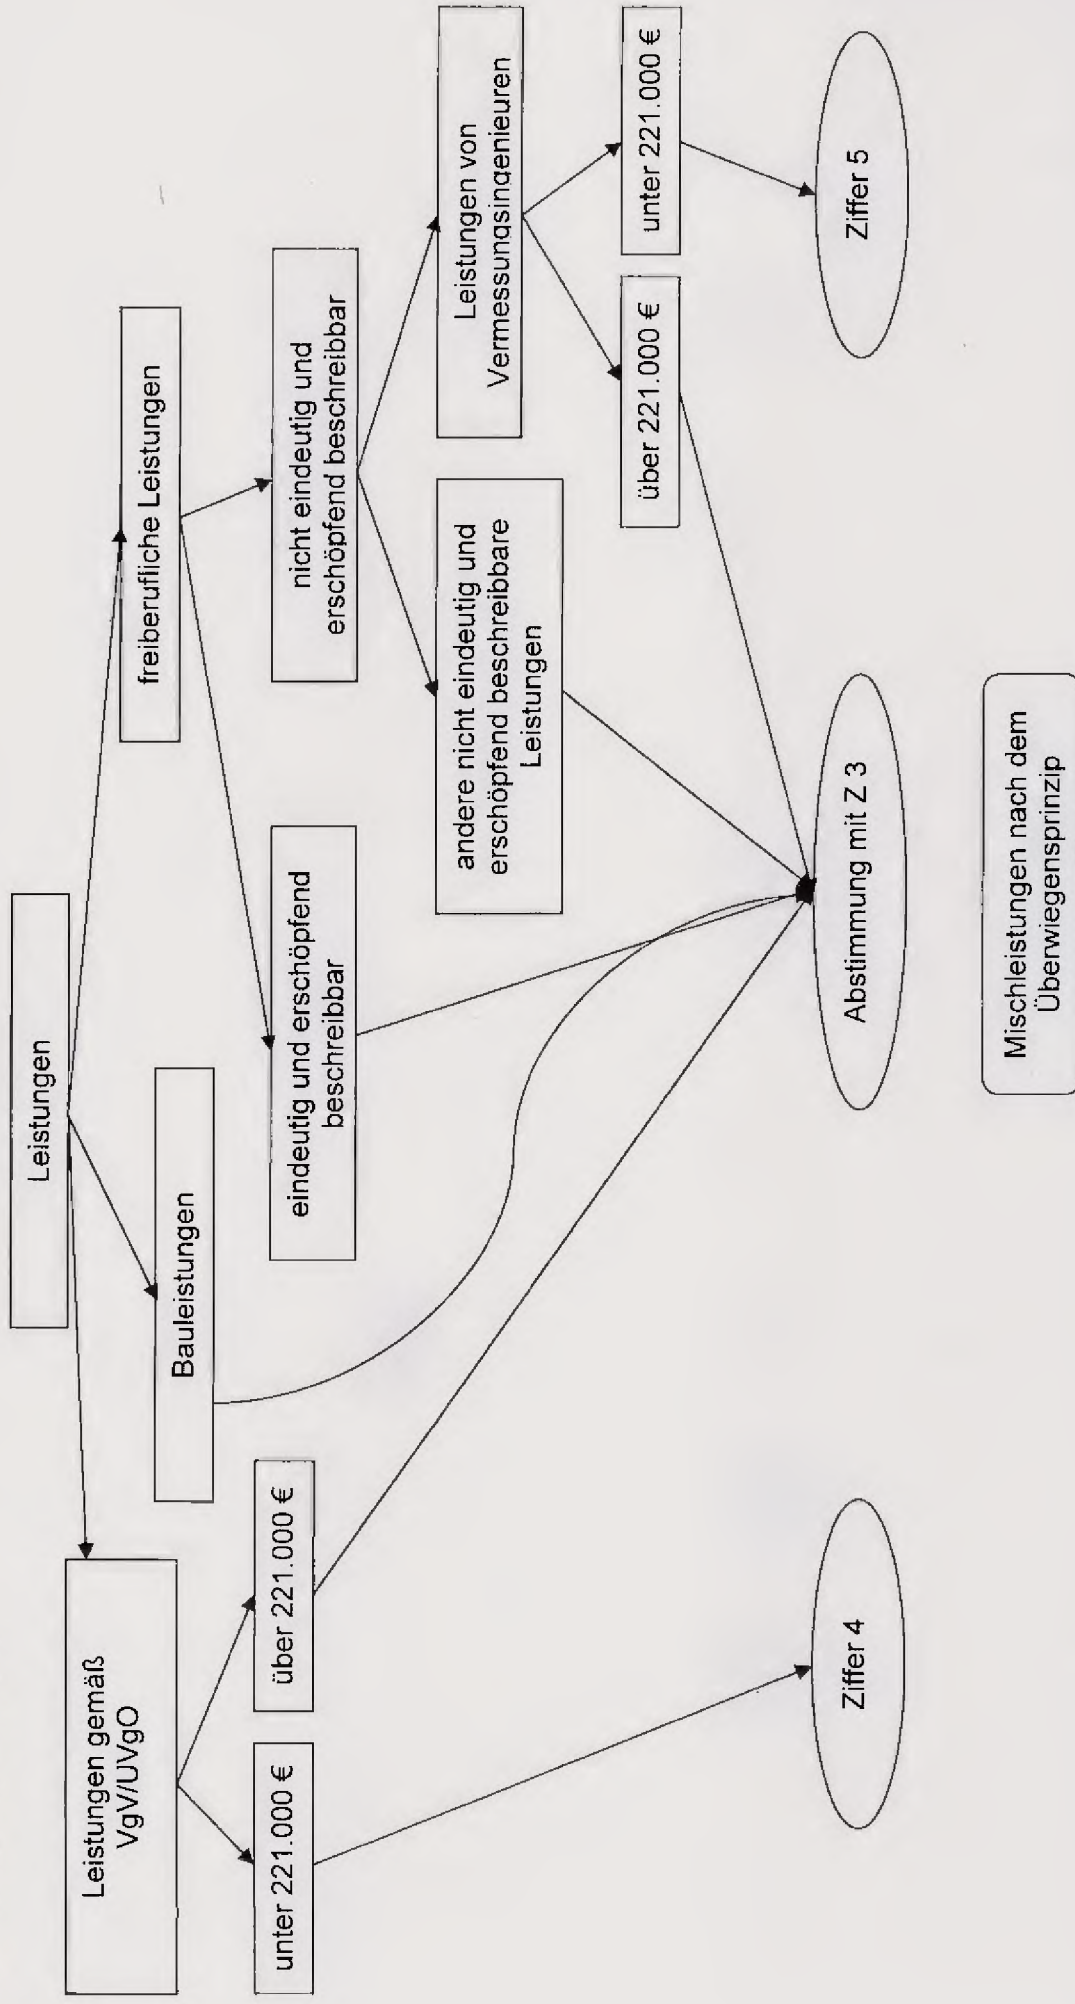 Leistungen
Leistungen gemäß
VgV/UVgO
Bauleistungen
freiberufliche Leistungen
unter 221.000 €
über 221.000 €
eindeutig und erschöpfend
beschreibbar
nicht eindeutig und
erschöpfend beschreibbar
andere nicht eindeutig und
erschöpfend beschreibbare
Leistungen
Leistungen von
Vermessungsingenieuren
über 221.000 €
unter 221.000 €
Ziffer 4
Abstimmung mit Z 3
Ziffer 5
Mischleistungen nach dem
Überwiegensprinzip